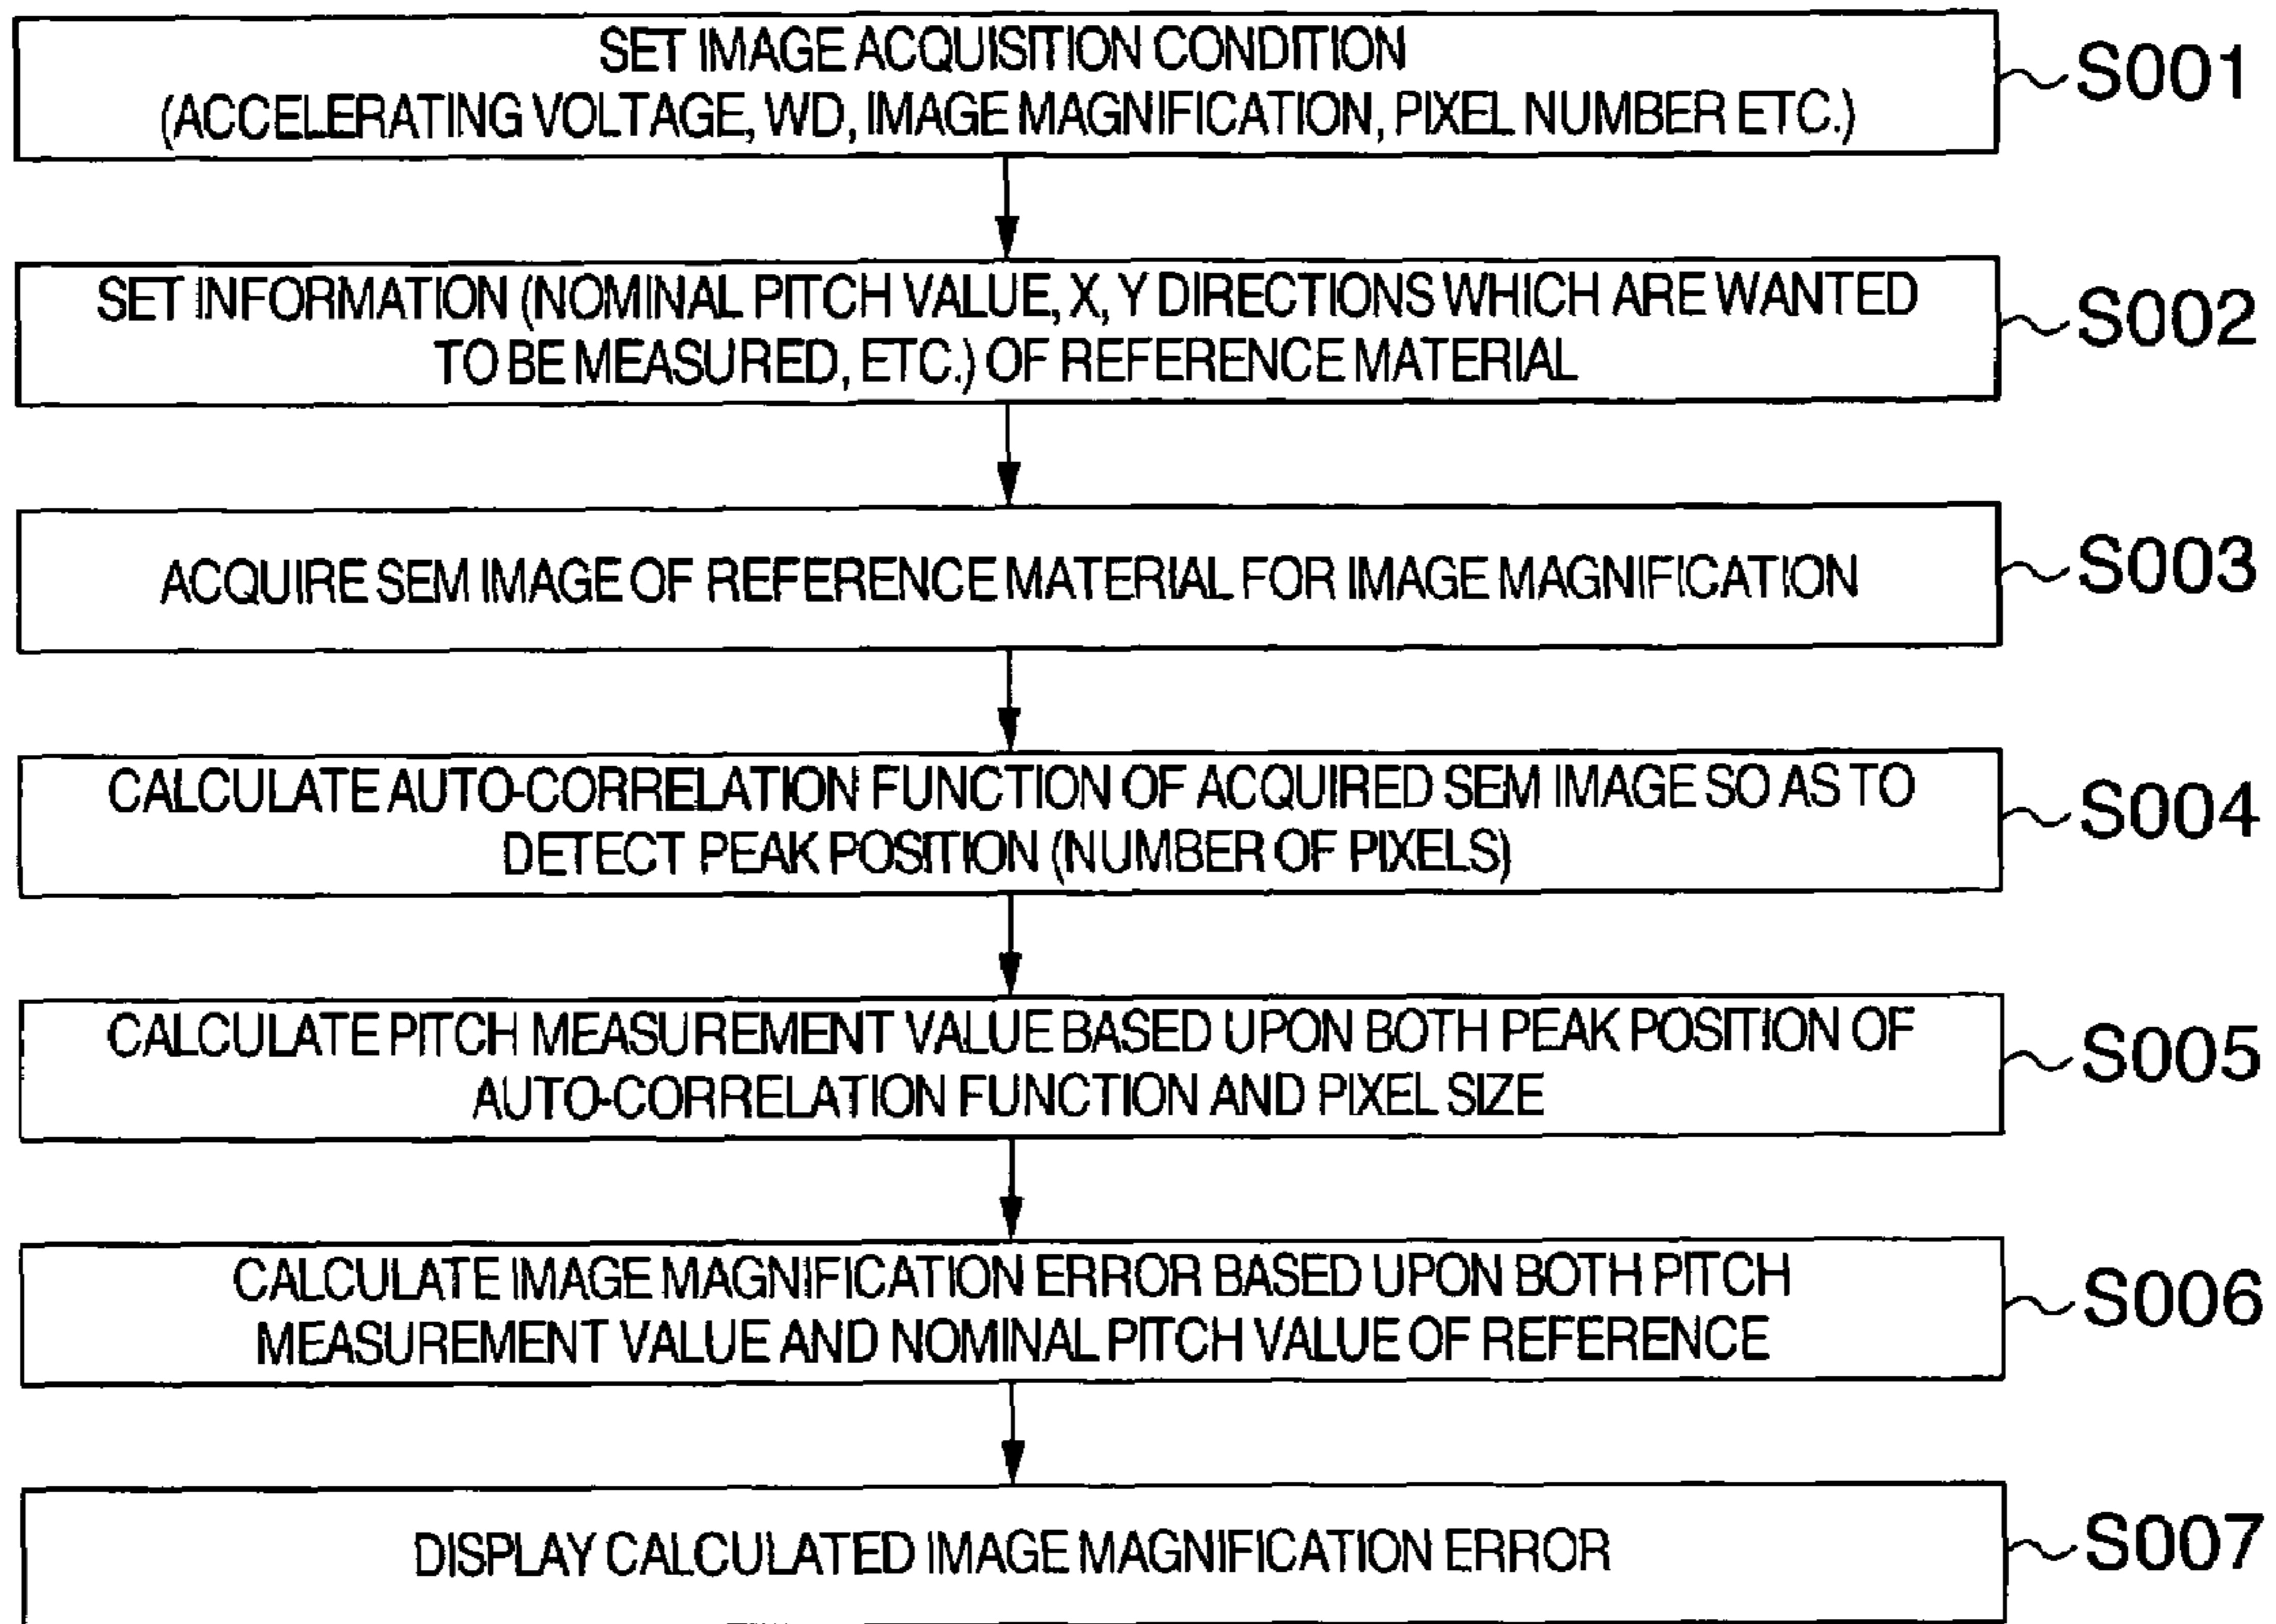 SET IMAGE ACQUISITION CONDITION
(ACCELERATING VOLTAGE, WD, IMAGE MAGNIFICATION, PIXEL NUMBER ETC.)
S001
SET INFORMATION (NOMINAL PITCH VALUE, X, Y DIRECTIONS WHICH ARE WANTED
TO BE MEASURED, ETC.) OF REFERENCE MATERIAL
S002
ACQUIRE SEM IMAGE OF REFERENCE MATERIAL FOR IMAGE MAGNIFICATION
S003
CALCULATE AUTO-CORRELATION FUNCTION OF ACQUIRED SEM IMAGE SO AS TO
DETECT PEAK POSITION (NUMBER OF PIXELS)
S004
CALCULATE PITCH MEASUREMENT VALUE BASED UPON BOTH PEAK POSITION OF
AUTO-CORRELATION FUNCTION AND PIXEL SIZE
S005
CALCULATE IMAGE MAGNIFICATION ERROR BASED UPON BOTH PITCH
MEASUREMENT VALUE AND NOMINAL PITCH VALUE OF REFERENCE
S006
DISPLAY CALCULATED IMAGE MAGNIFICATION ERROR
S007